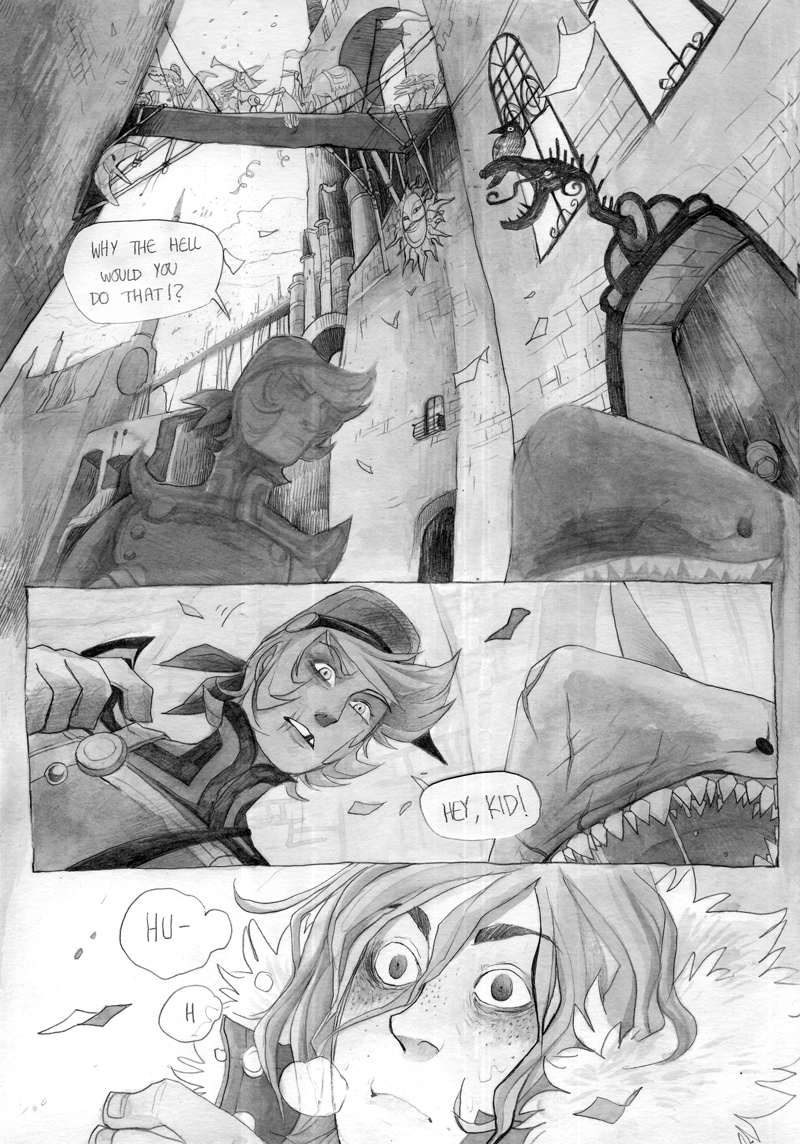 WHY THE HELL
WOULD YOU
DO THAT!?
HEY, KID!
HU-
H